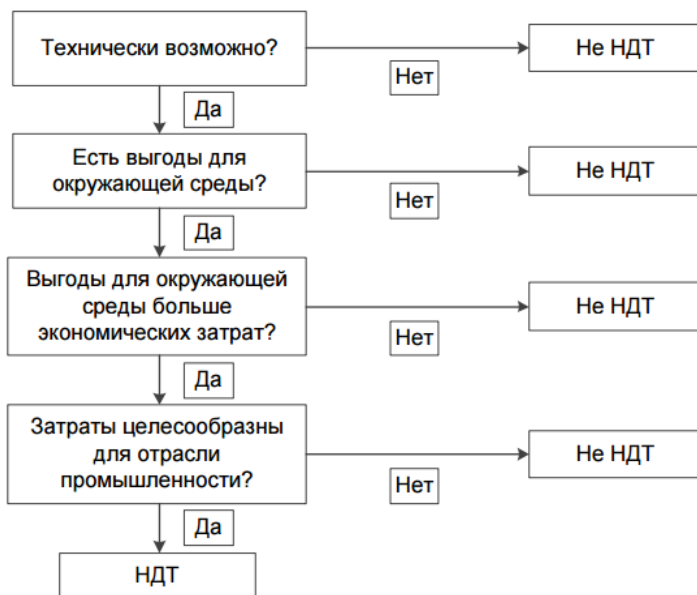 Технически возможно?
Не НДТ
Нет
Да
Есть выгоды для
окружающей среды?
Не НДТ
Нет
Да
Выгоды для окружающей
среды больше
экономических затрат?
Не НДТ
Нет
Да
Затраты целесообразны
для отрасли
промышленности?
Не НДТ
Нет
Да
НДТ